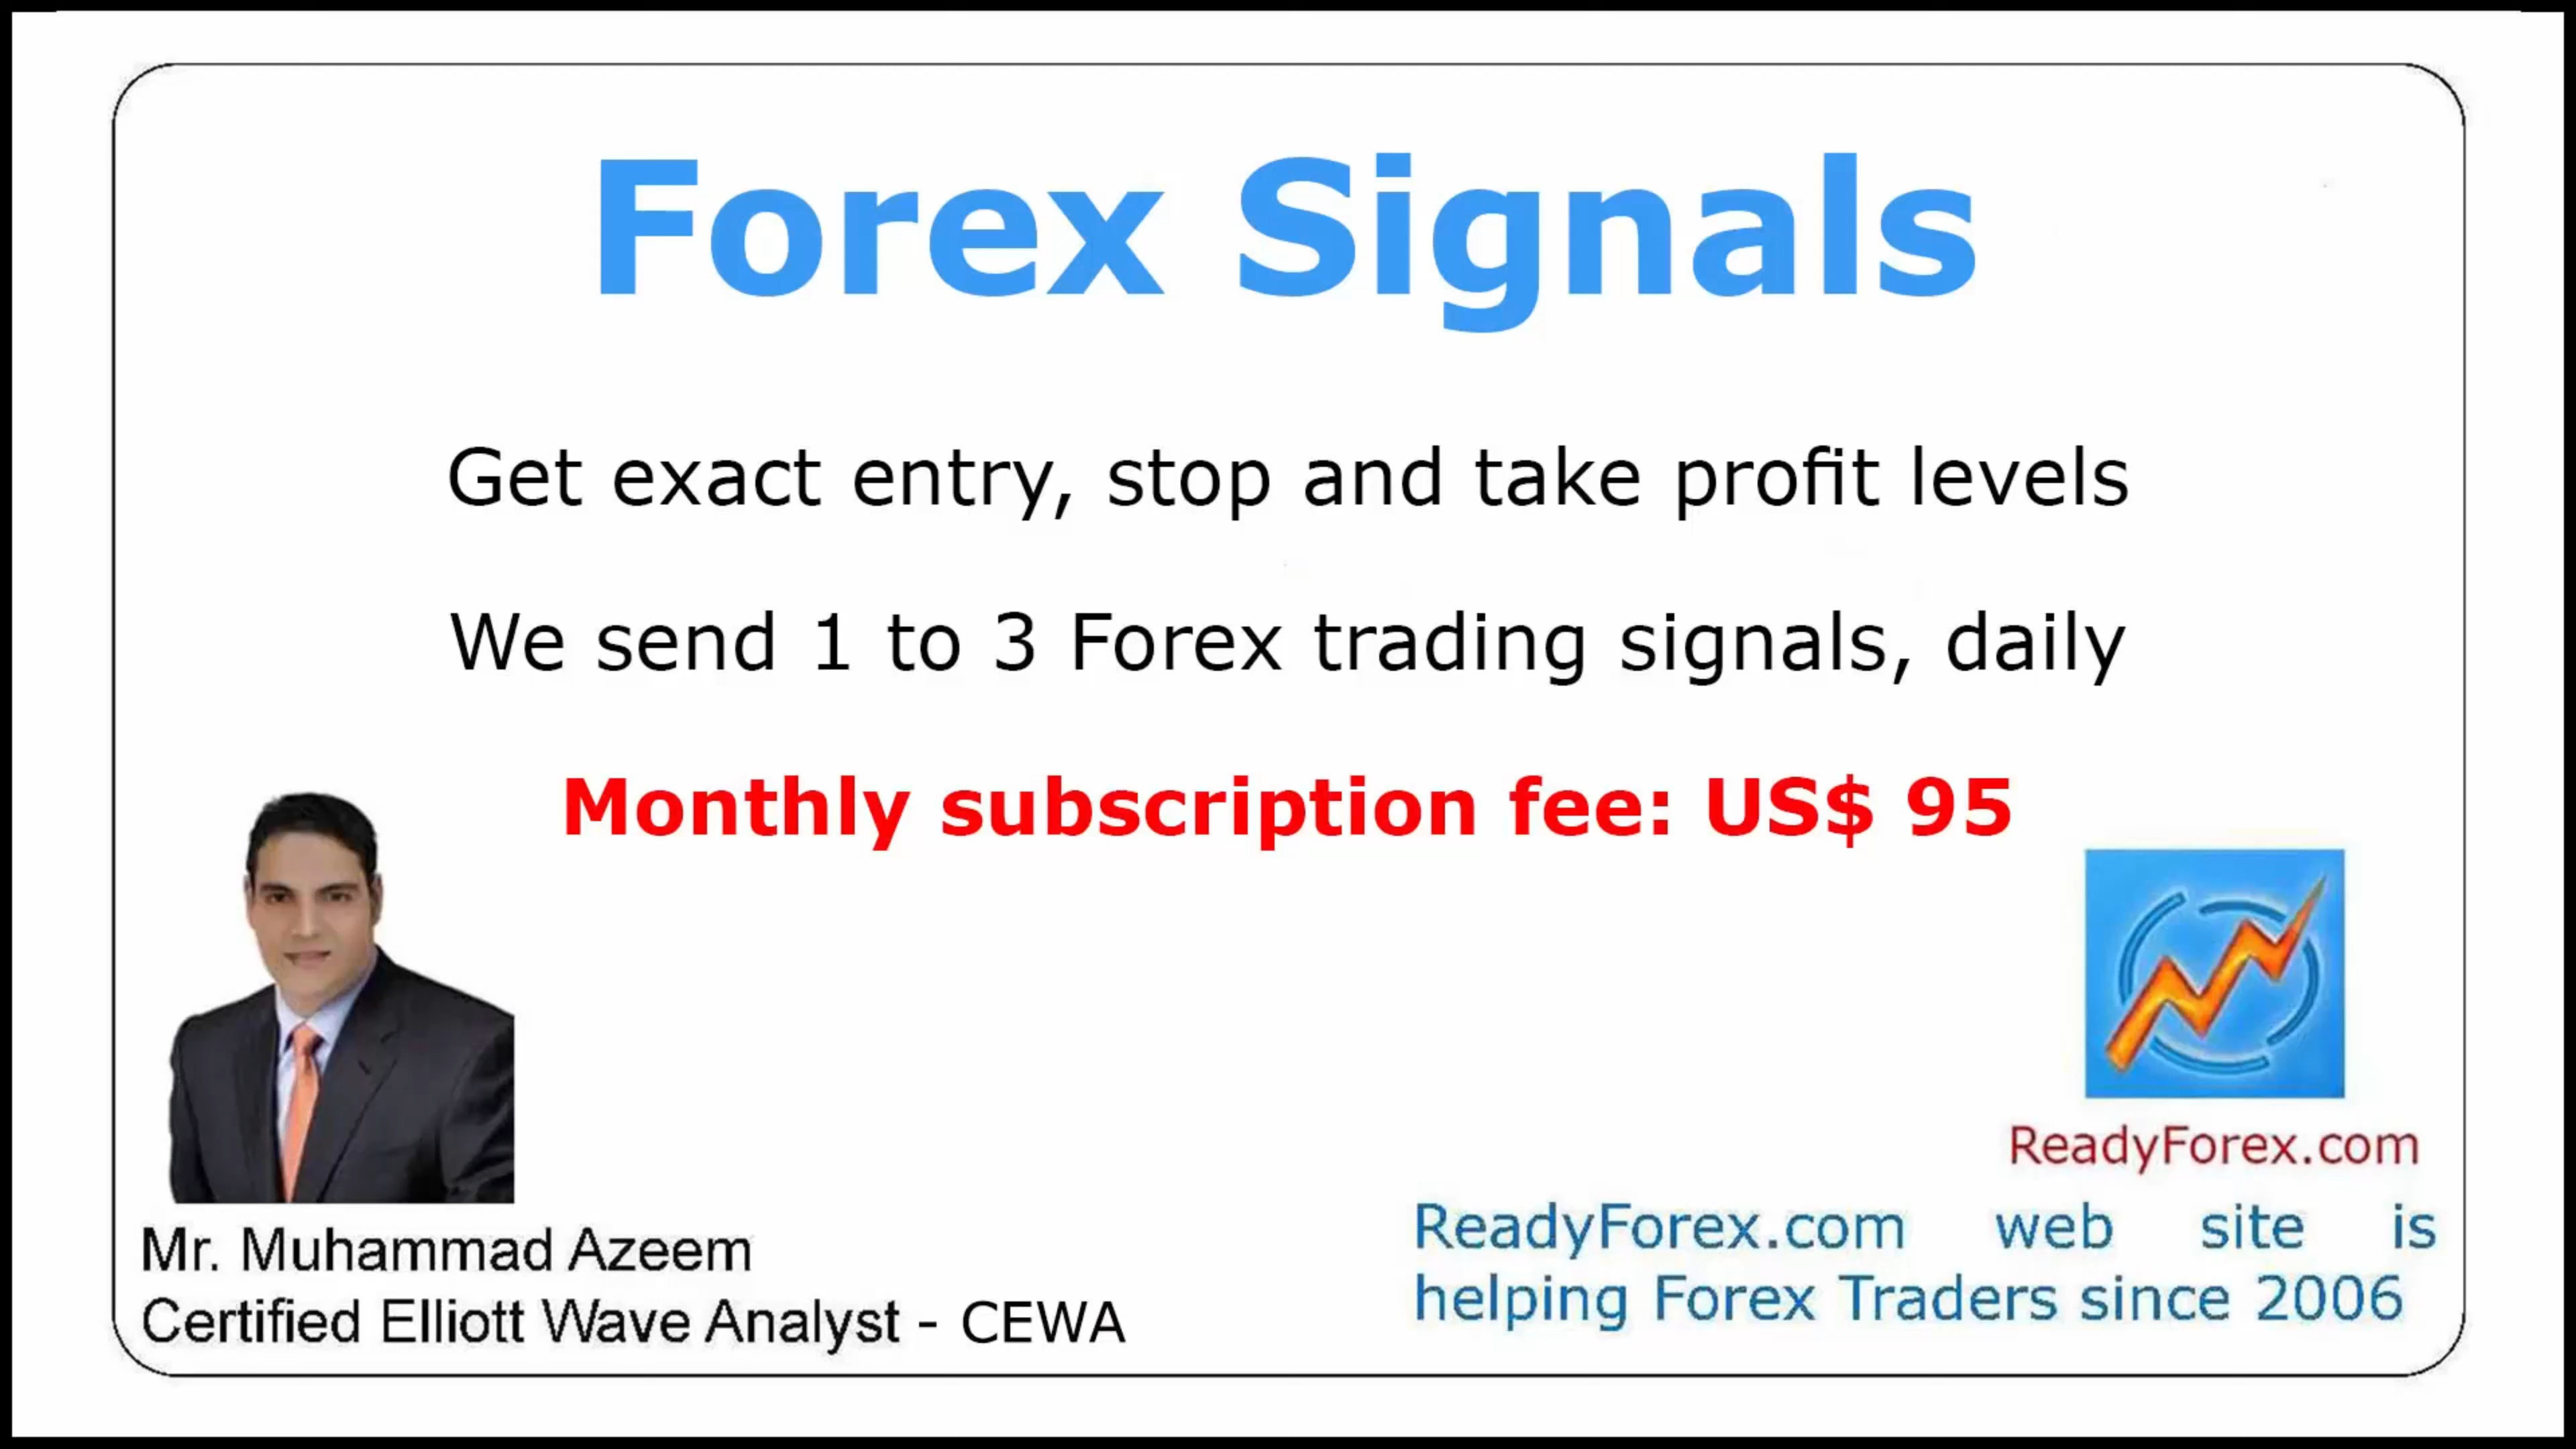 Forex Signals
Get exact entry, stop and take profit levels
We send 1 to 3 Forex trading signals, daily
Monthly subscription fee: US$ 95
ReadyForex.com
Mr. Muhammad Azeem
Certified Elliott Wave Analyst - CEWA
ReadyForex.com web site is
helping Forex Traders since 2006